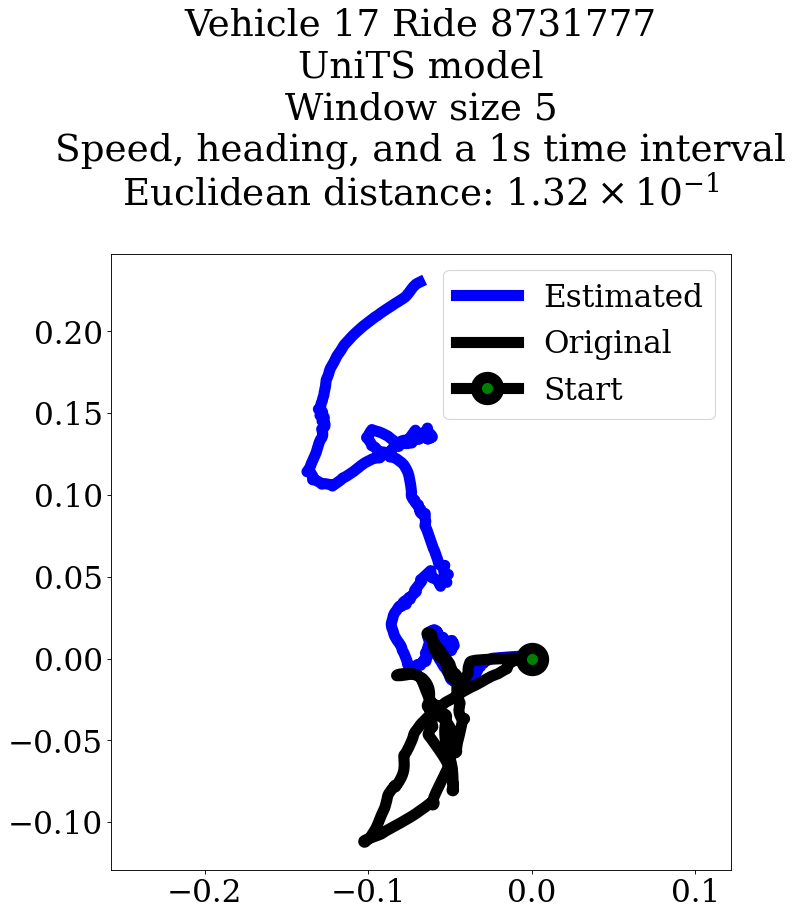 Vehicle 17 Ride 8731777
UniTS model
Window size 5
Speed, heading, and a 1s time interval
Euclidean distance: $1.32 \times 10^{-1}$
Estimated
Original
Start
0.20
0.15
0.10
0.05
0.00
−0.05
−0.10
−0.2 −0.1 0.0 0.1